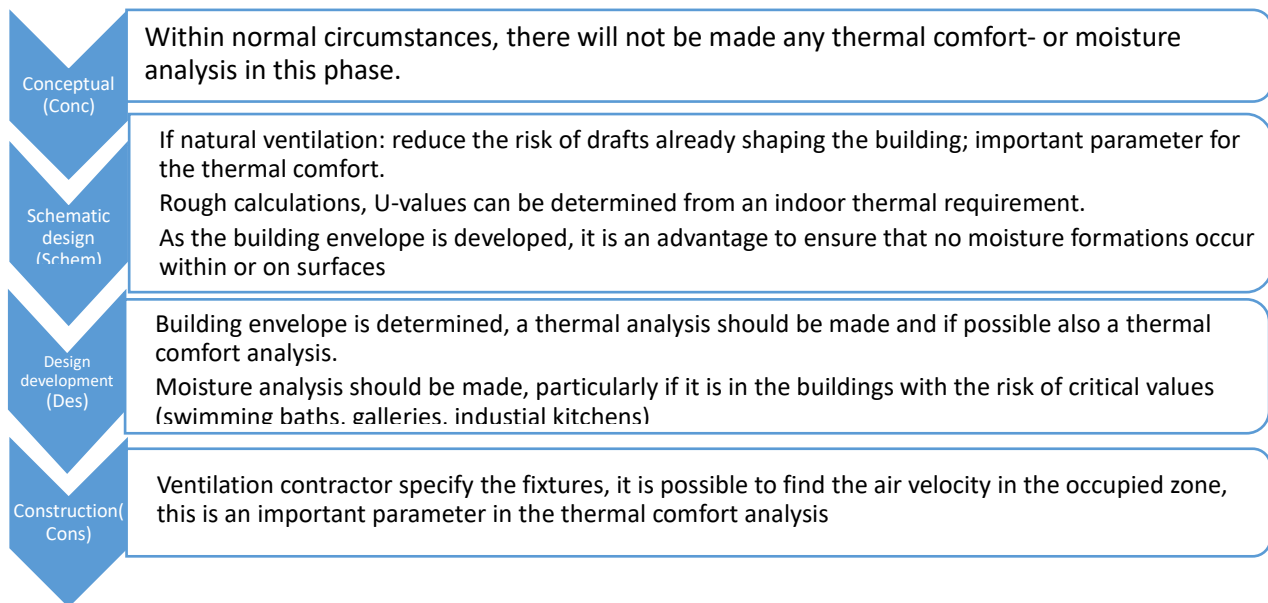 Conceptual
(Conc)
Within normal circumstances, there will not be made any thermal comfort- or moisture
analysis in this phase.
Schematic
design
(Schem)
If natural ventilation: reduce the risk of drafts already shaping the building; important parameter for
the thermal comfort.
Rough calculations, U-values can be determined from an indoor thermal requirement.
As the building envelope is developed, it is an advantage to ensure that no moisture formations occur
within or on surfaces
Design
development
(Des)
Building envelope is determined, a thermal analysis should be made and if possible also a thermal
comfort analysis.
Moisture analysis should be made, particularly if it is in the buildings with the risk of critical values
(swimming baths, galleries, industial kitchens)
Construction(
Cons)
Ventilation contractor specify the fixtures, it is possible to find the air velocity in the occupied zone,
this is an important parameter in the thermal comfort analysis